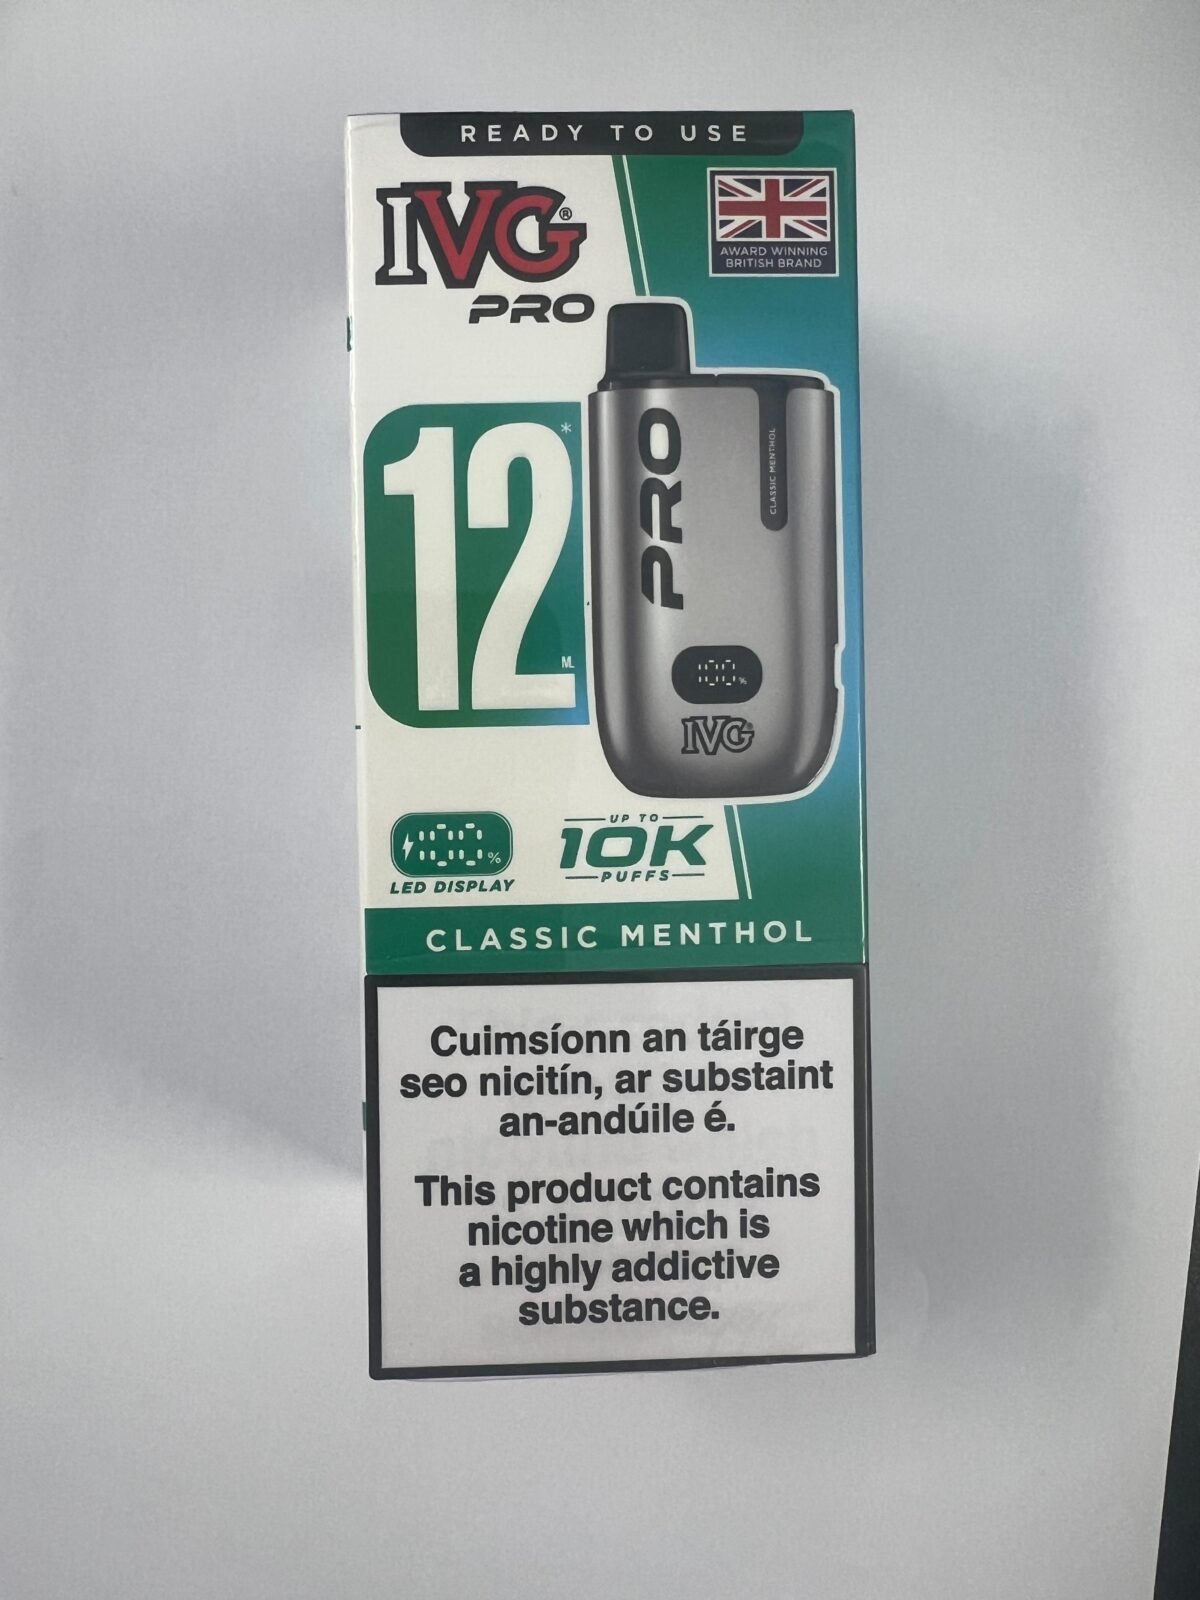 READY TO USE
IVG®
PRO
AWARD WINNING
BRITISH BRAND
12*
ML
PRO
CLASSIC MENTHOL
100%
IVG
100%
LED DISPLAY
UP TO
10K
PUFFS
CLASSIC MENTHOL
Cuimsíonn an táirge
seo nicitín, ar substaint
an-andúile é.
This product contains
nicotine which is
a highly addictive
substance.